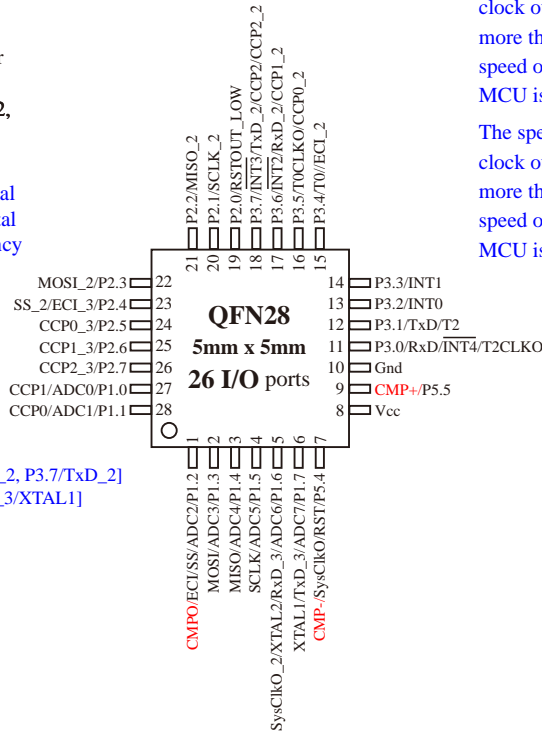 clock o
more th
speed o
MCU is
The spe
clock o
more th
speed o
MCU is
r
2,
al
tal
ncy
P2.2/MISO_2
P2.1/SCLK_2
P2.0/RSTOUT_LOW
P3.7/INT3/TxD_2/CCP2/CCP2_2
P3.6/INT2/RxD_2/CCP1_2
P3.5/T0CLKO/CCP0_2
P3.4/T0//ECI_2
21 20 19 18 17 16 15
MOSI_2/P2.3 22
SS_2/ECI_3/P2.4 23
CCP0_3/P2.5 24
CCP1_3/P2.6 25
CCP2_3/P2.7 26
CCP1/ADC0/P1.0 27
CCP0/ADC1/P1.1 28
QFN28
5mm x 5mm
26 I/O ports
14 P3.3/INT1
13 P3.2/INT0
12 P3.1/TxD/T2
11 P3.0/RxD/INT4/T2CLKO
10 Gnd
9 CMP+/P5.5
8 Vcc
1 2 3 4 5 6 7
CMPO/ECI/SS/ADC2/P1.2
MOSI/ADC3/P1.3
MISO/ADC4/P1.4
SCLK/ADC5/P1.5
SysClkO_2/XTAL2/RxD_3/ADC6/P1.6
XTAL1/TxD_3/ADC7/P1.7
CMP-/SysClkO/RST/P5.4
_2, P3.7/TxD_2]
_3/XTAL1]